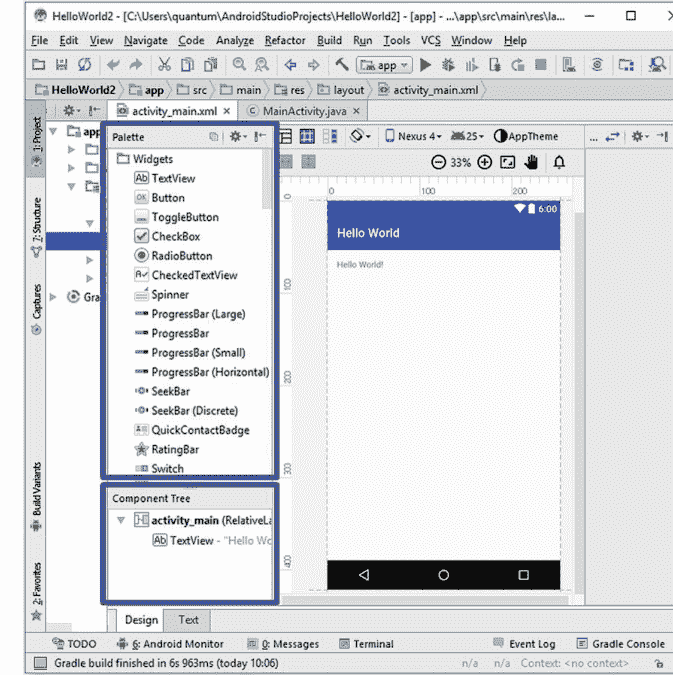 HelloWorld2 - [C:\Users\quantum\AndroidStudioProjects\HelloWorld2] - [app] - ...\app\src\main\res\la...
File Edit View Navigate Code Analyze Refactor Build Run Tools VCS Window Help
app
HelloWorld2 app src main res layout activity_main.xml
activity_main.xml MainActivity.java
1: Project
7: Structure
Captures
Build Variants
2: Favorites
app
Gra
Palette
Widgets
Ab TextView
OK Button
ToggleButton
CheckBox
RadioButton
CheckedTextView
Spinner
ProgressBar (Large)
ProgressBar
ProgressBar (Small)
ProgressBar (Horizontal)
SeekBar
SeekBar (Discrete)
QuickContactBadge
RatingBar
Switch
Component Tree
activity_main (RelativeLa
Ab TextView - "Hello Wo
Nexus 4 25 AppTheme ...
33%
0 100 200
0
100
200
300
400
6:00
Hello World
Hello World!
Design Text
TODO 6: Android Monitor 0: Messages Terminal Event Log Gradle Console
Gradle build finished in 6s 963ms (today 10:06) n/a n/a Context: <no context>